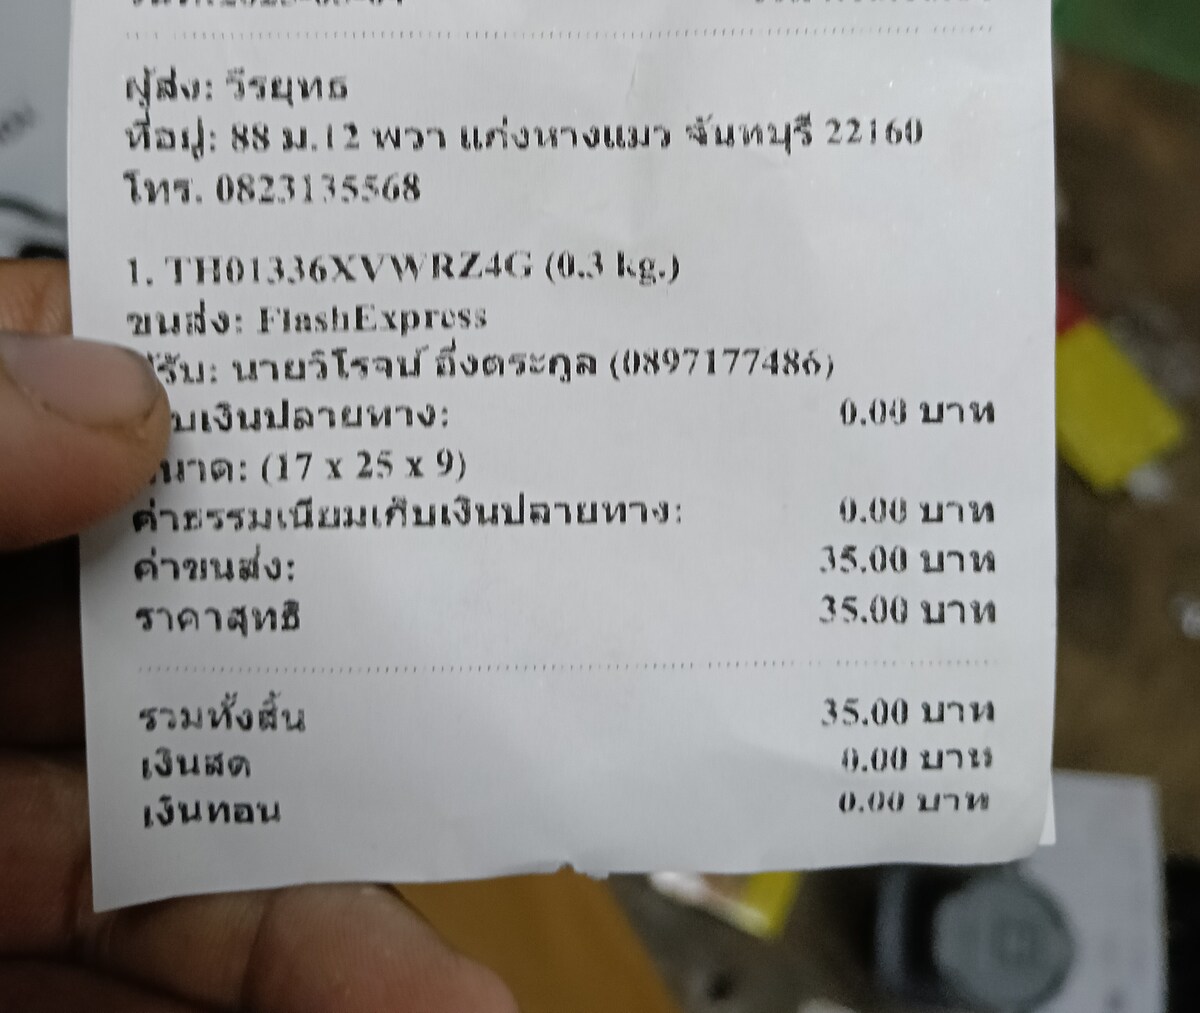 ผู้ส่ง: วีรยุทธ
ที่อยู่: 88 ม.12 พวา แก่งหางแมว จันทบุรี 22160
โทร. 0823135568
1. TH01336XVWRZ4G (0.3 kg.)
ขนส่ง: FlashExpress
ผู้รับ: นายวิโรจน์ อึ่งตระกูล (0897177486)
เก็บเงินปลายทาง: 0.00 บาท
ขนาด: (17 x 25 x 9)
ค่าธรรมเนียมเก็บเงินปลายทาง: 0.00 บาท
ค่าขนส่ง: 35.00 บาท
ราคาสุทธิ 35.00 บาท
รวมทั้งสิ้น 35.00 บาท
เงินสด 0.00 บาท
เงินทอน 0.00 บาท